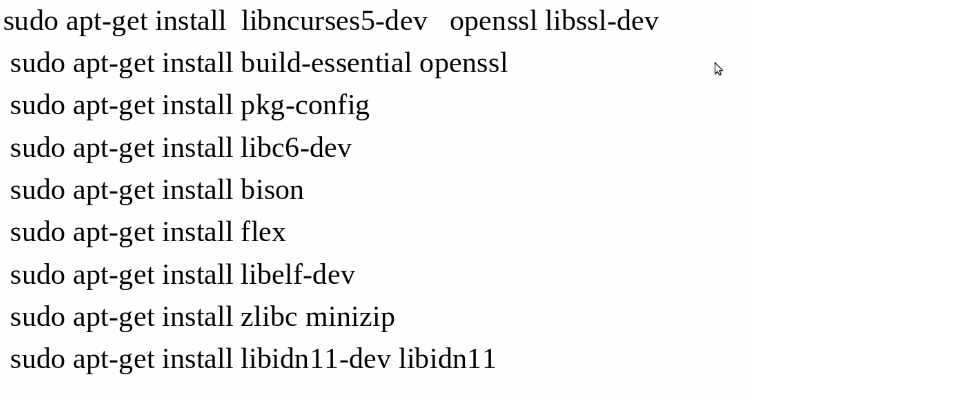 sudo apt-get install  libncurses5-dev   openssl libssl-dev
sudo apt-get install build-essential openssl
sudo apt-get install pkg-config
sudo apt-get install libc6-dev
sudo apt-get install bison
sudo apt-get install flex
sudo apt-get install libelf-dev
sudo apt-get install zlibc minizip
sudo apt-get install libidn11-dev libidn11